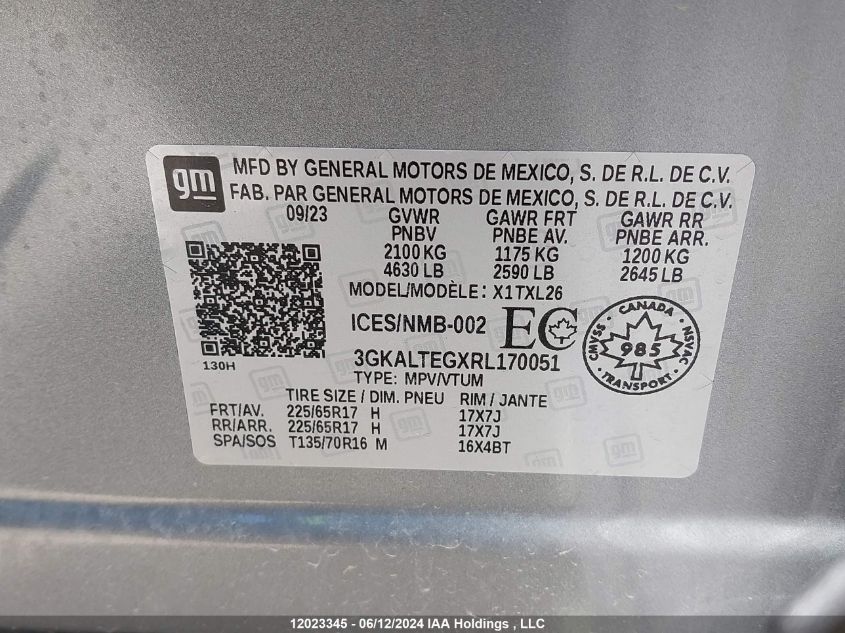 gm
MFD BY GENERAL MOTORS DE MEXICO, S. DE R.L. DE C.V.
FAB. PAR GENERAL MOTORS DE MEXICO, S. DE R.L. DE C.V.
09/23 GVWR GAWR FRT GAWR RR
PNBV PNBE AV. PNBE ARR.
2100 KG 1175 KG 1200 KG
4630 LB 2590 LB 2645 LB
MODEL/MODÈLE: X1TXL26
ICES/NMB-002 EC
CANADA
CMVSS 985 NSVAC
TRANSPORT
130H
3GKALTEGXRL170051
TYPE: MPV/VTUM
TIRE SIZE / DIM. PNEU RIM / JANTE
FRT/AV. 225/65R17 H 17X7J
RR/ARR. 225/65R17 H 17X7J
SPA/SOS T135/70R16 M 16X4BT
12023345 - 06/12/2024 IAA Holdings , LLC